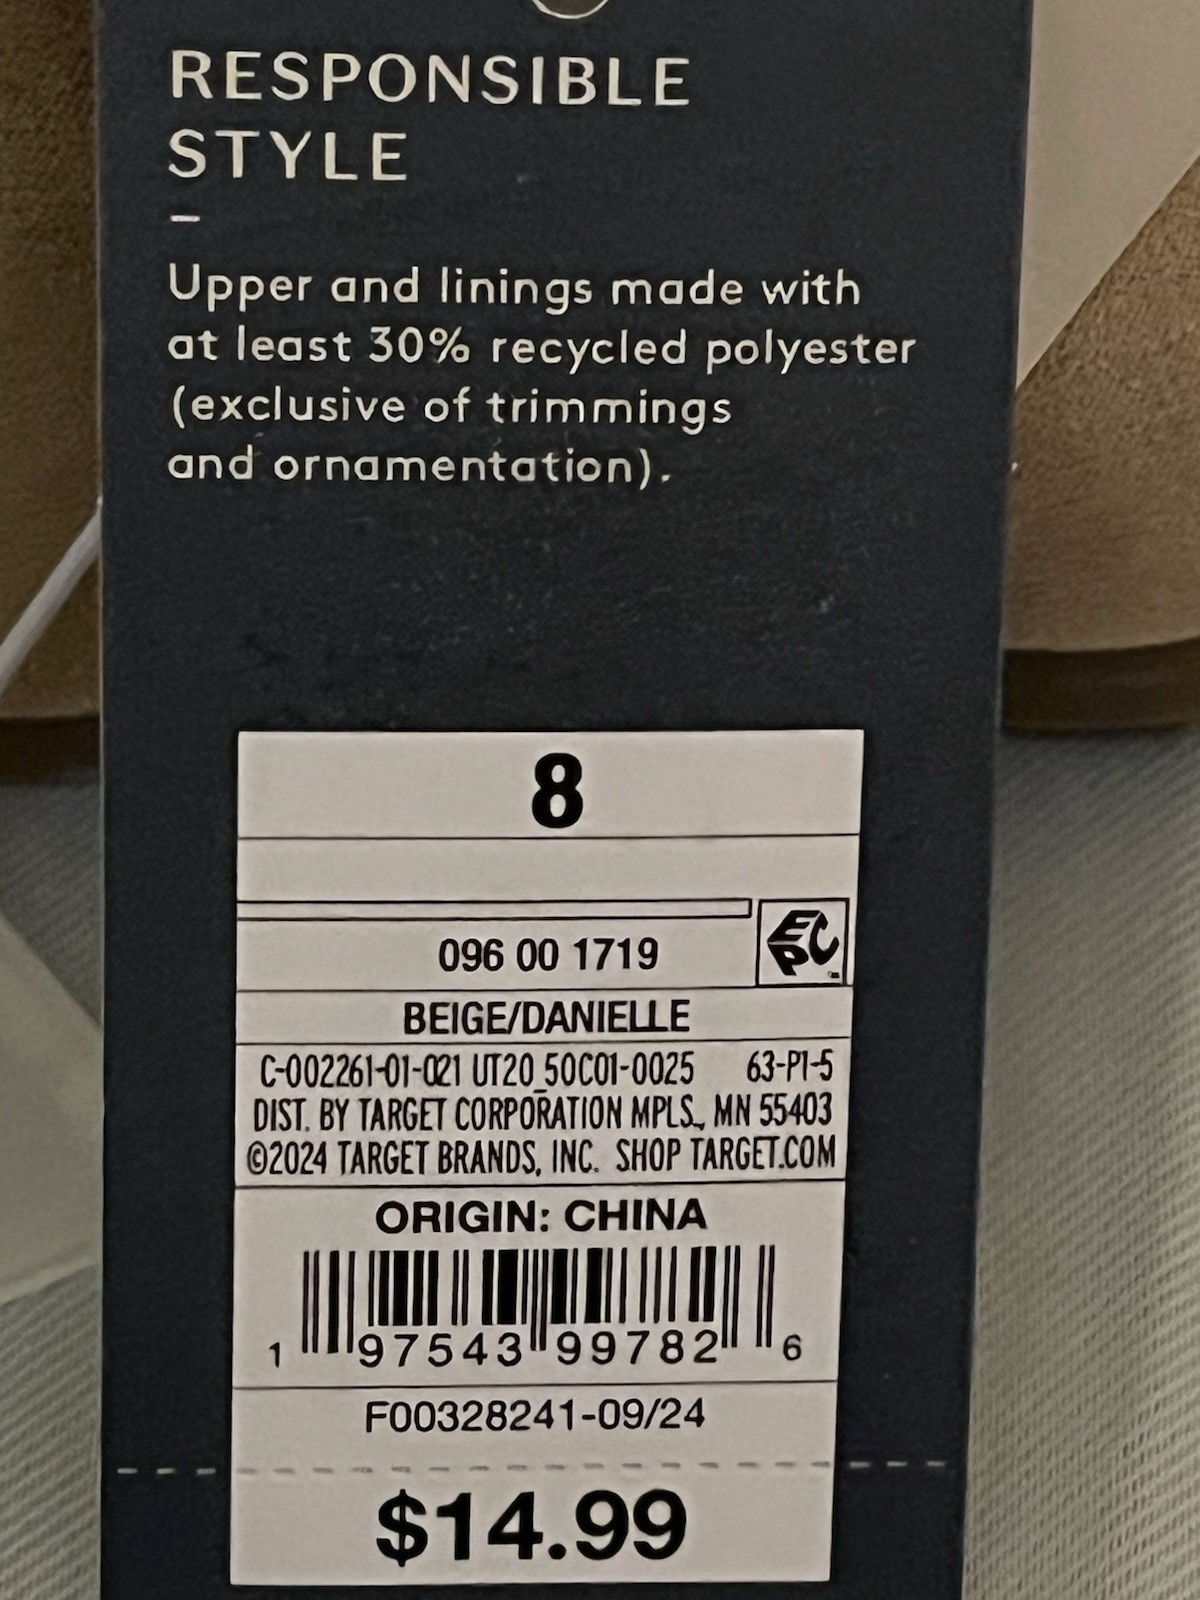 RESPONSIBLE
STYLE
–
Upper and linings made with
at least 30% recycled polyester
(exclusive of trimmings
and ornamentation).
8
096 00 1719
EPC
BEIGE/DANIELLE
C-002261-01-021 UT20_50C01-0025 63-P1-5
DIST. BY TARGET CORPORATION MPLS., MN 55403
©2024 TARGET BRANDS, INC. SHOP TARGET.COM
ORIGIN: CHINA
1 97543 99782 6
F00328241-09/24
$14.99